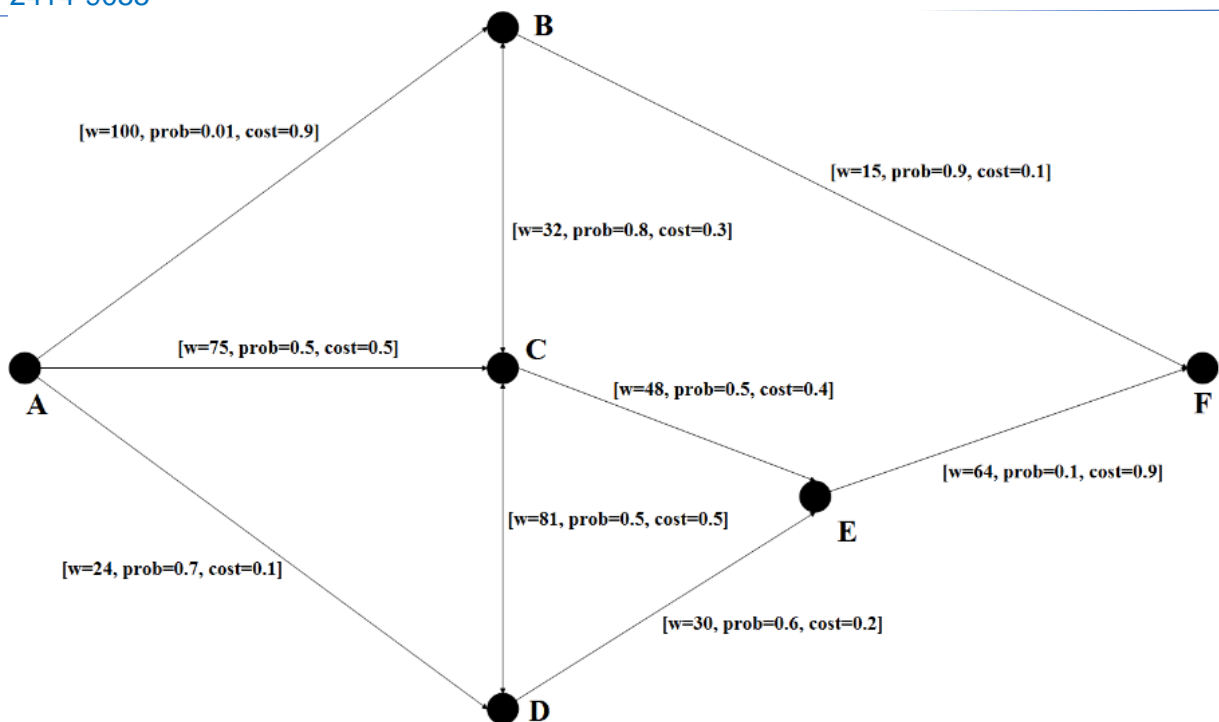 B
[w=100, prob=0.01, cost=0.9]
[w=15, prob=0.9, cost=0.1]
[w=32, prob=0.8, cost=0.3]
[w=75, prob=0.5, cost=0.5]
C
[w=48, prob=0.5, cost=0.4]
A
F
[w=64, prob=0.1, cost=0.9]
[w=81, prob=0.5, cost=0.5]
E
[w=24, prob=0.7, cost=0.1]
[w=30, prob=0.6, cost=0.2]
D